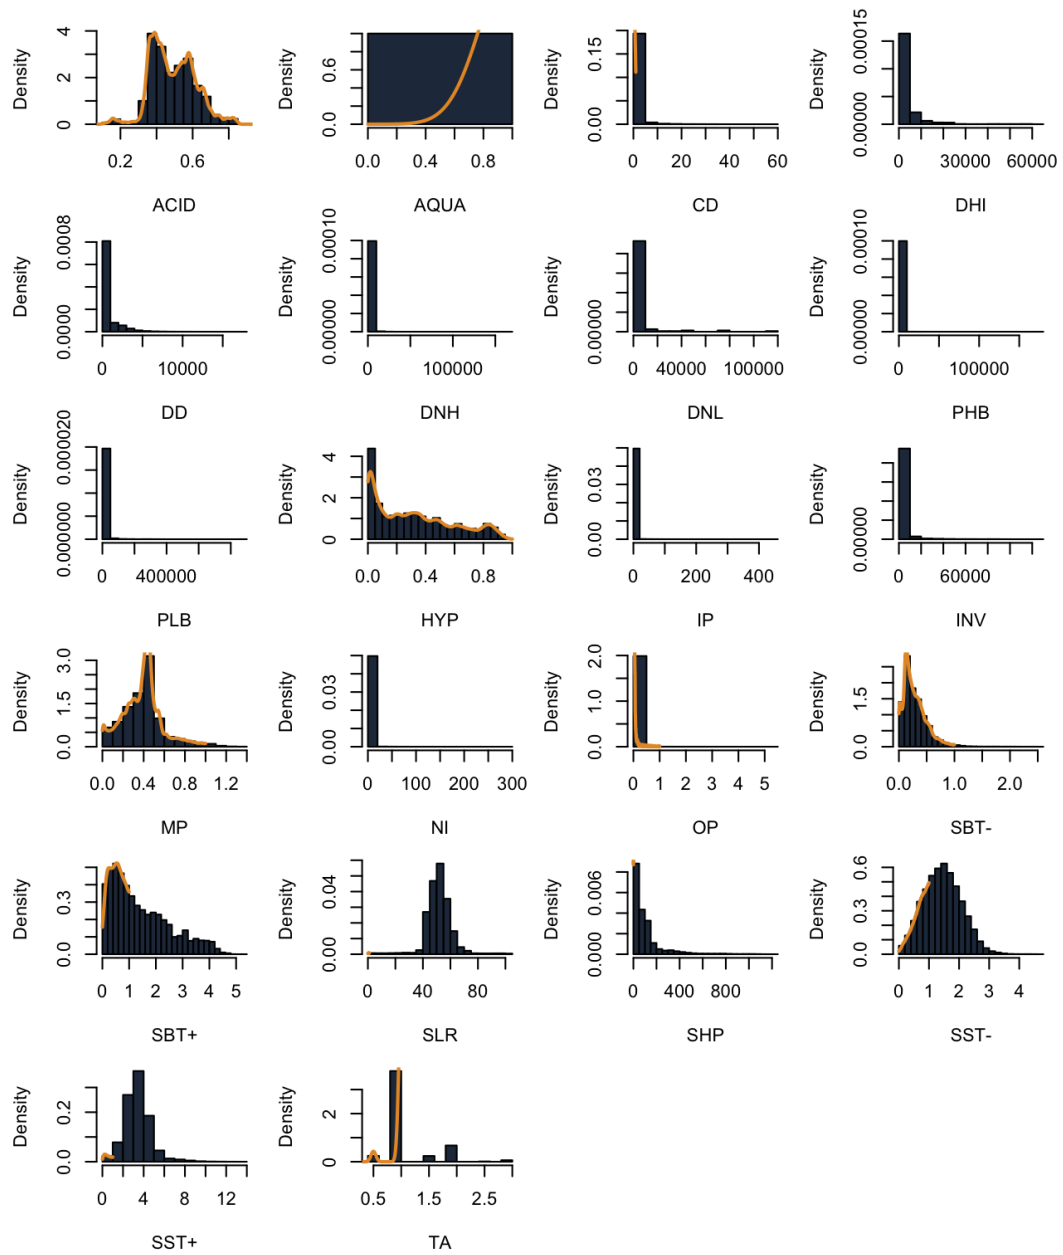 Density
0 2 4
0.2 0.6
ACID
Density
0.0 0.6
0.0 0.4 0.8
AQUA
Density
0.00 0.15
0 20 40 60
CD
Density
0.00000 0.00015
0 30000 60000
DHI
Density
0.0000 0.0008
0 10000
DD
Density
0.00000 0.00010
0 100000
DNH
Density
0.00000
0 40000 100000
DNL
Density
0.00000 0.00010
0 100000
PHB
Density
0.000000 0.000020
0 400000
PLB
Density
0 2 4
0.0 0.4 0.8
HYP
Density
0.00 0.03
0 200 400
IP
Density
0.00000
0 60000
INV
Density
0.0 1.5 3.0
0.0 0.4 0.8 1.2
MP
Density
0.00 0.03
0 100 200 300
NI
Density
0.0 1.0 2.0
0 1 2 3 4 5
OP
Density
0.0 1.5
0.0 1.0 2.0
SBT-
Density
0.0 0.3
0 1 2 3 4 5
SBT+
Density
0.00 0.04
0 40 80
SLR
Density
0.000 0.006
0 400 800
SHP
Density
0.0 0.3 0.6
0 1 2 3 4
SST-
Density
0.0 0.2
0 4 8 12
SST+
Density
0 2
0.5 1.5 2.5
TA